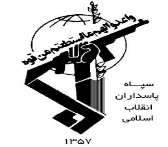 واعدوا لهم ما استطعتم من قوة
سپاه
پاسداران
انقلاب
اسلامی
۱۳۵۷